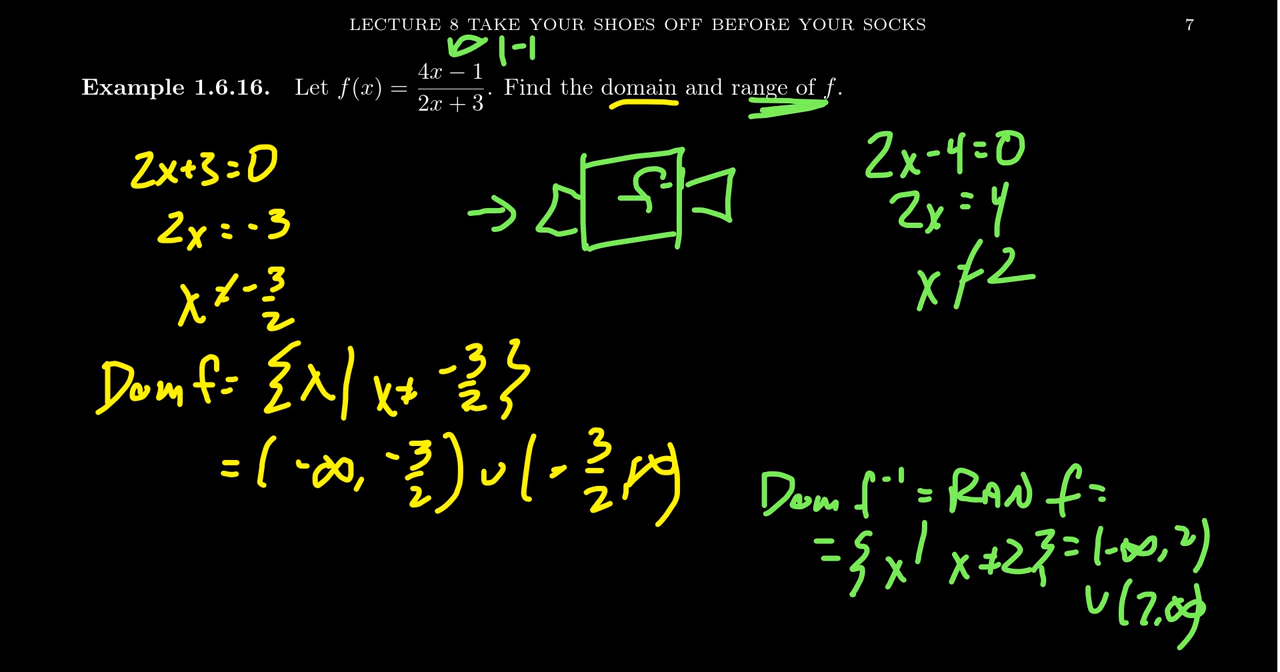 LECTURE 8 TAKE YOUR SHOES OFF BEFORE YOUR SOCKS 7
1-1
Example 1.6.16. Let f(x) = (4x − 1)/(2x + 3). Find the domain and range of f.
2x+3=0
2x = -3
x ≠ -3/2
Dom f = {x | x ≠ -3/2}
= (-∞, -3/2) ∪ (-3/2, ∞)
→ f⁻
2x-4=0
2x = 4
x ≠ 2
Dom f⁻¹ = RAN f =
= {x | x ≠ 2} = (-∞, 2)
∪ (2, ∞)